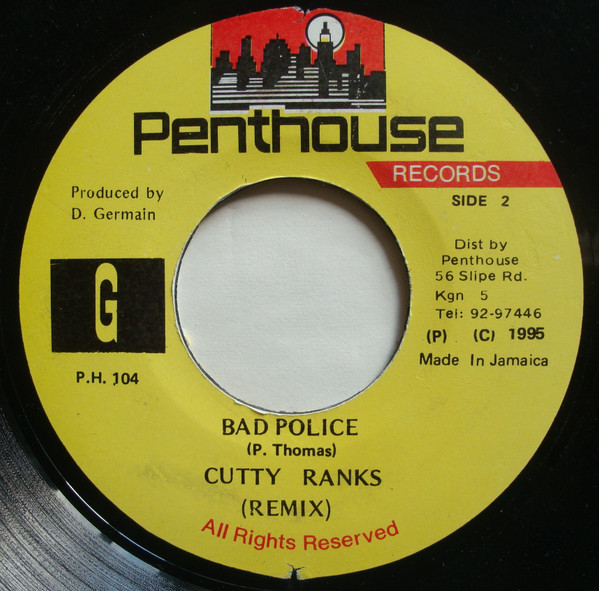 Penthouse
RECORDS
SIDE 2
Produced by
D. Germain
G
P.H. 104
Dist by
Penthouse
56 Slipe Rd.
Kgn 5
Tel: 92-97446
(P) (C) 1995
Made In Jamaica
BAD POLICE
(P. Thomas)
CUTTY RANKS
(REMIX)
All Rights Reserved